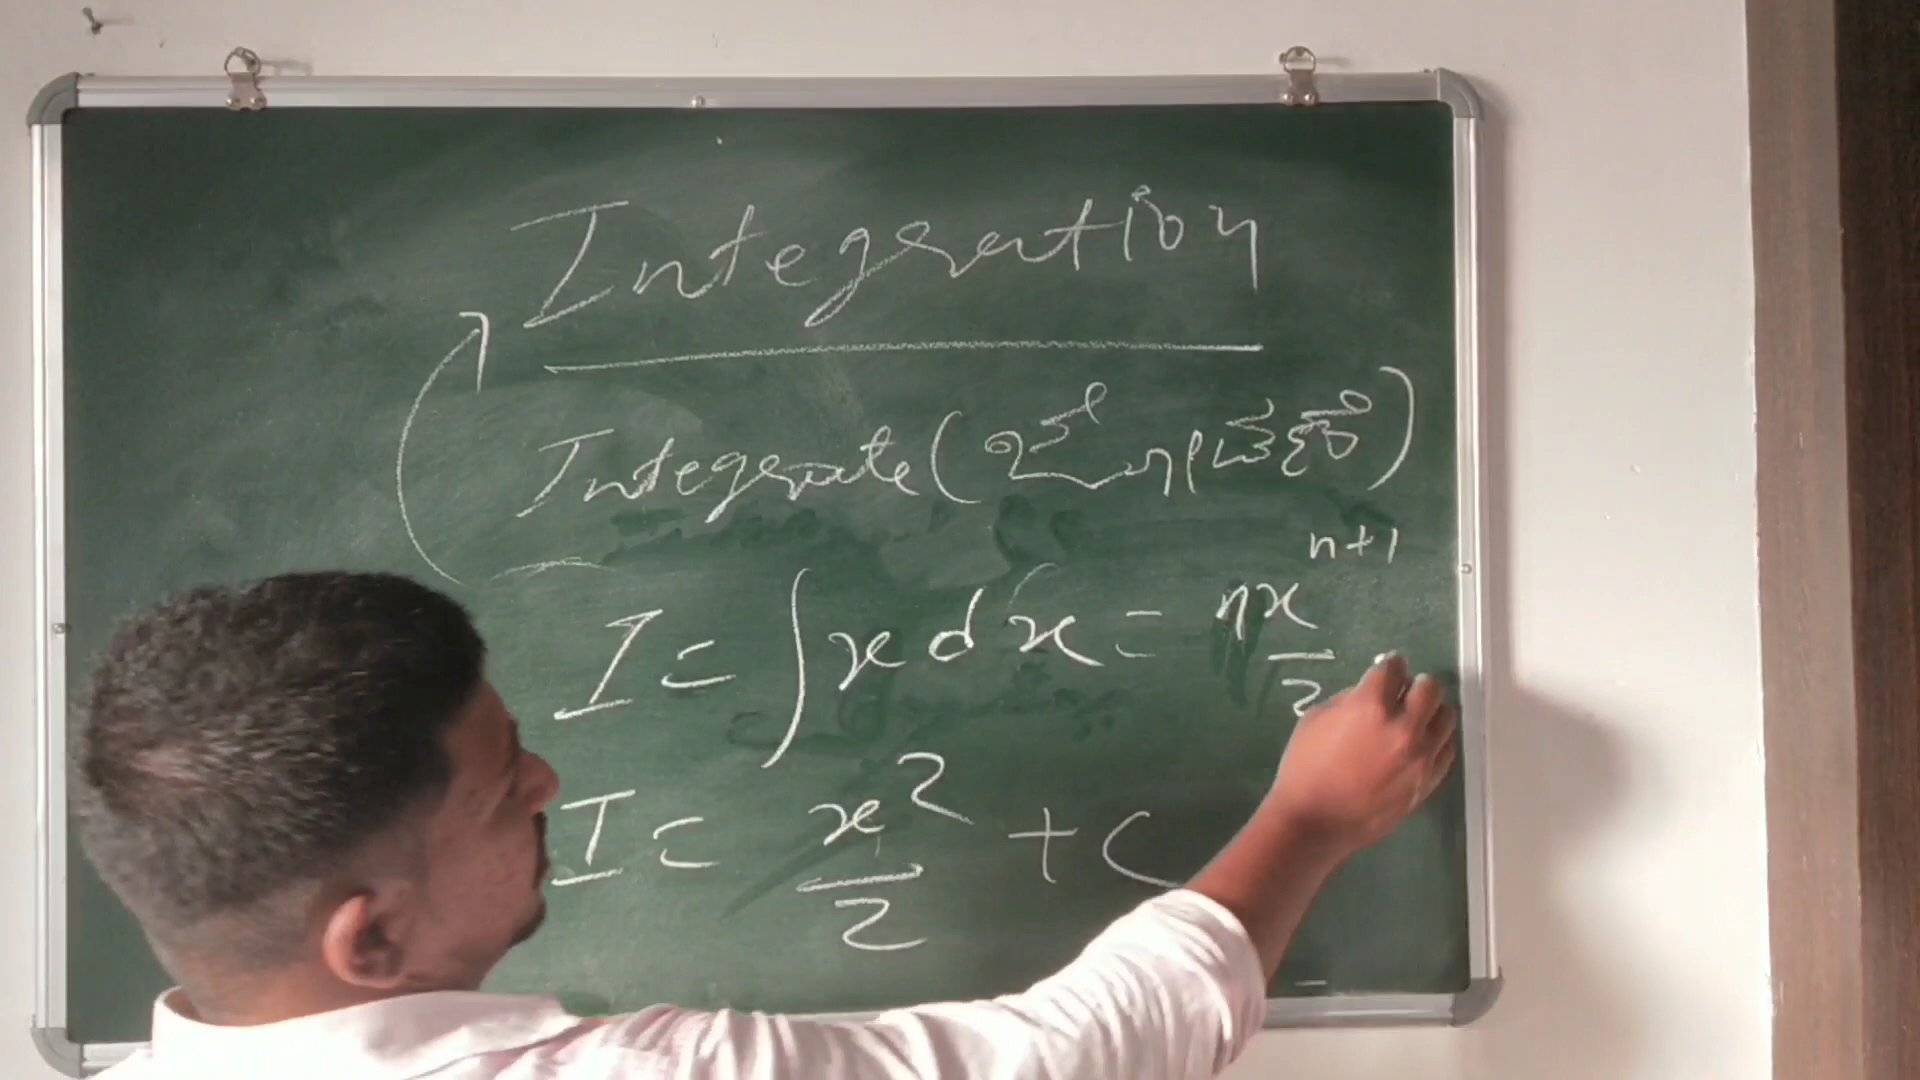 Integration
Integrate (
n+1
I = ∫x dx = nx
2
I = x²
2
+ C